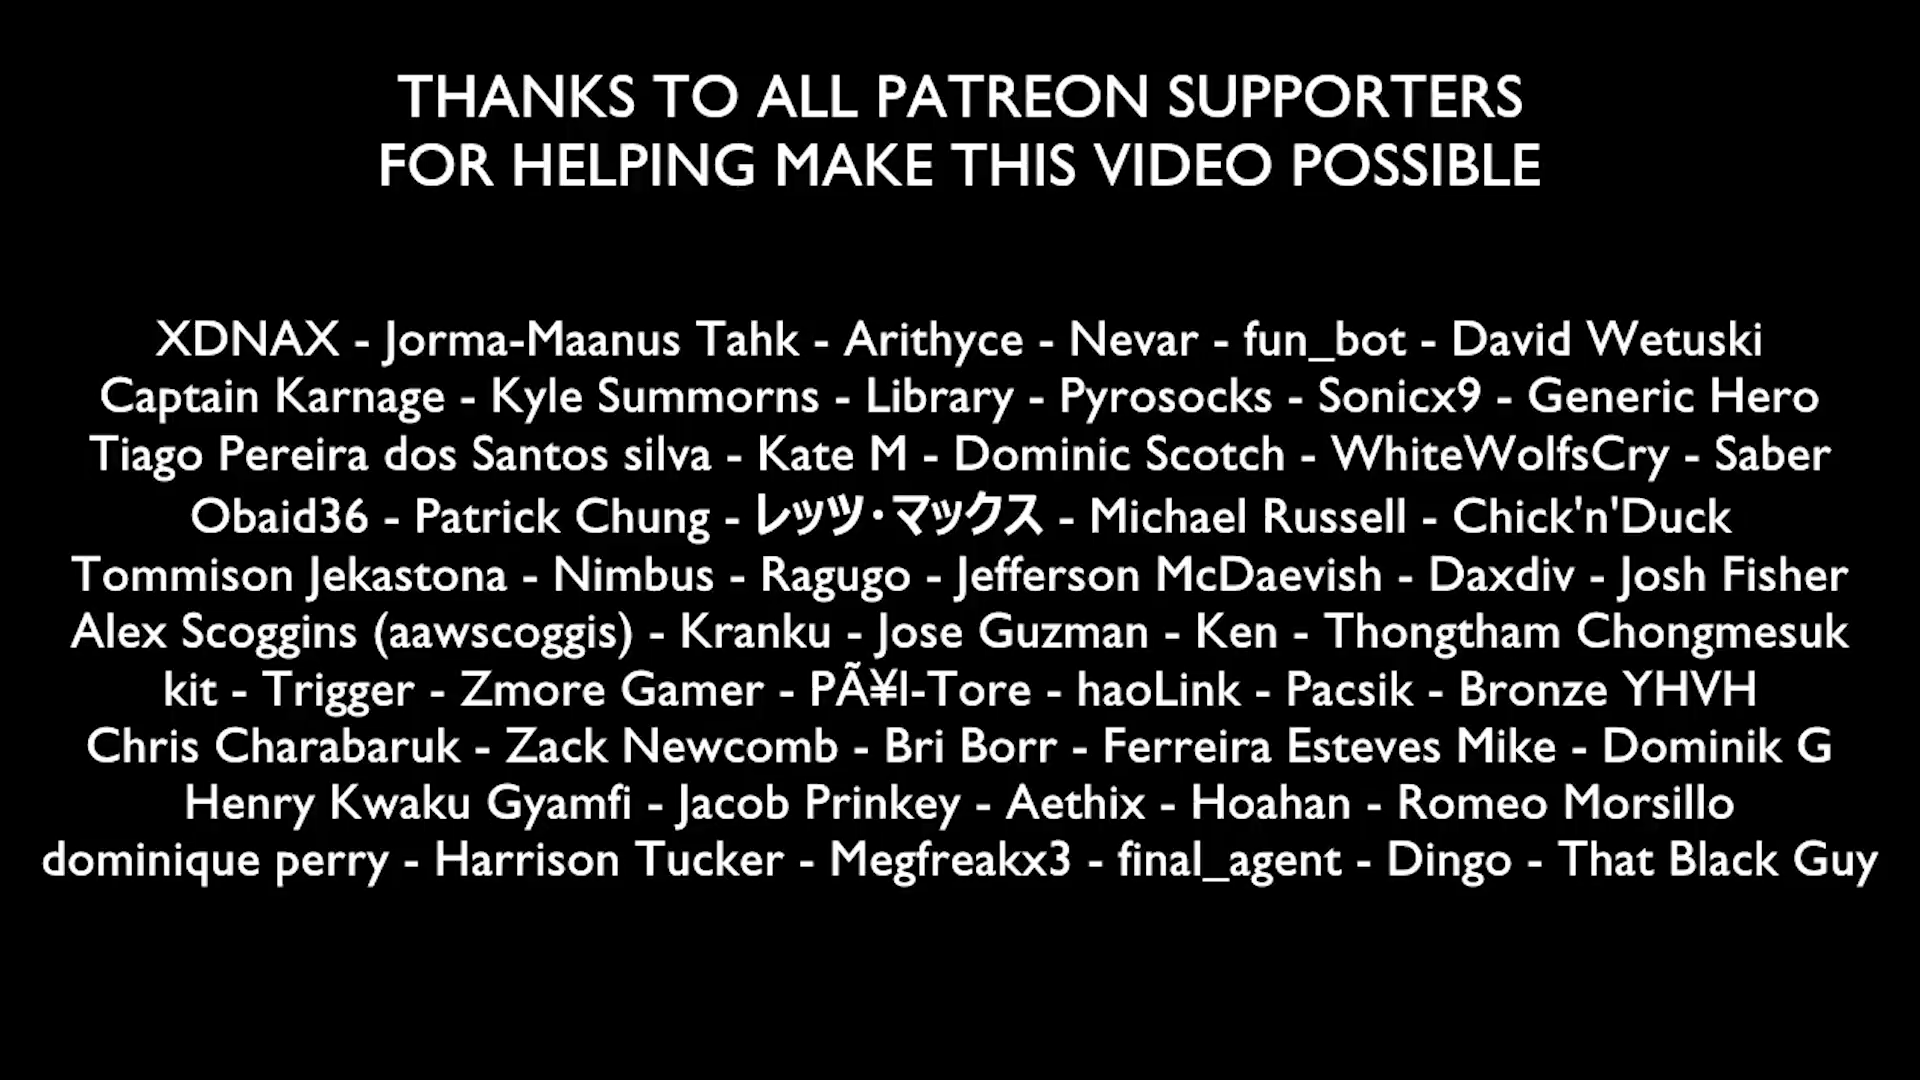 THANKS TO ALL PATREON SUPPORTERS
FOR HELPING MAKE THIS VIDEO POSSIBLE
XDNAX - Jorma-Maanus Tahk - Arithyce - Nevar - fun_bot - David Wetuski
Captain Karnage - Kyle Summorns - Library - Pyrosocks - Sonicx9 - Generic Hero
Tiago Pereira dos Santos silva - Kate M - Dominic Scotch - WhiteWolfsCry - Saber
Obaid36 - Patrick Chung - レッツ・マックス - Michael Russell - Chick'n'Duck
Tommison Jekastona - Nimbus - Ragugo - Jefferson McDaevish - Daxdiv - Josh Fisher
Alex Scoggins (aawscoggis) - Kranku - Jose Guzman - Ken - Thongtham Chongmesuk
kit - Trigger - Zmore Gamer - PÃ¥l-Tore - haoLink - Pacsik - Bronze YHVH
Chris Charabaruk - Zack Newcomb - Bri Borr - Ferreira Esteves Mike - Dominik G
Henry Kwaku Gyamfi - Jacob Prinkey - Aethix - Hoahan - Romeo Morsillo
dominique perry - Harrison Tucker - Megfreakx3 - final_agent - Dingo - That Black Guy